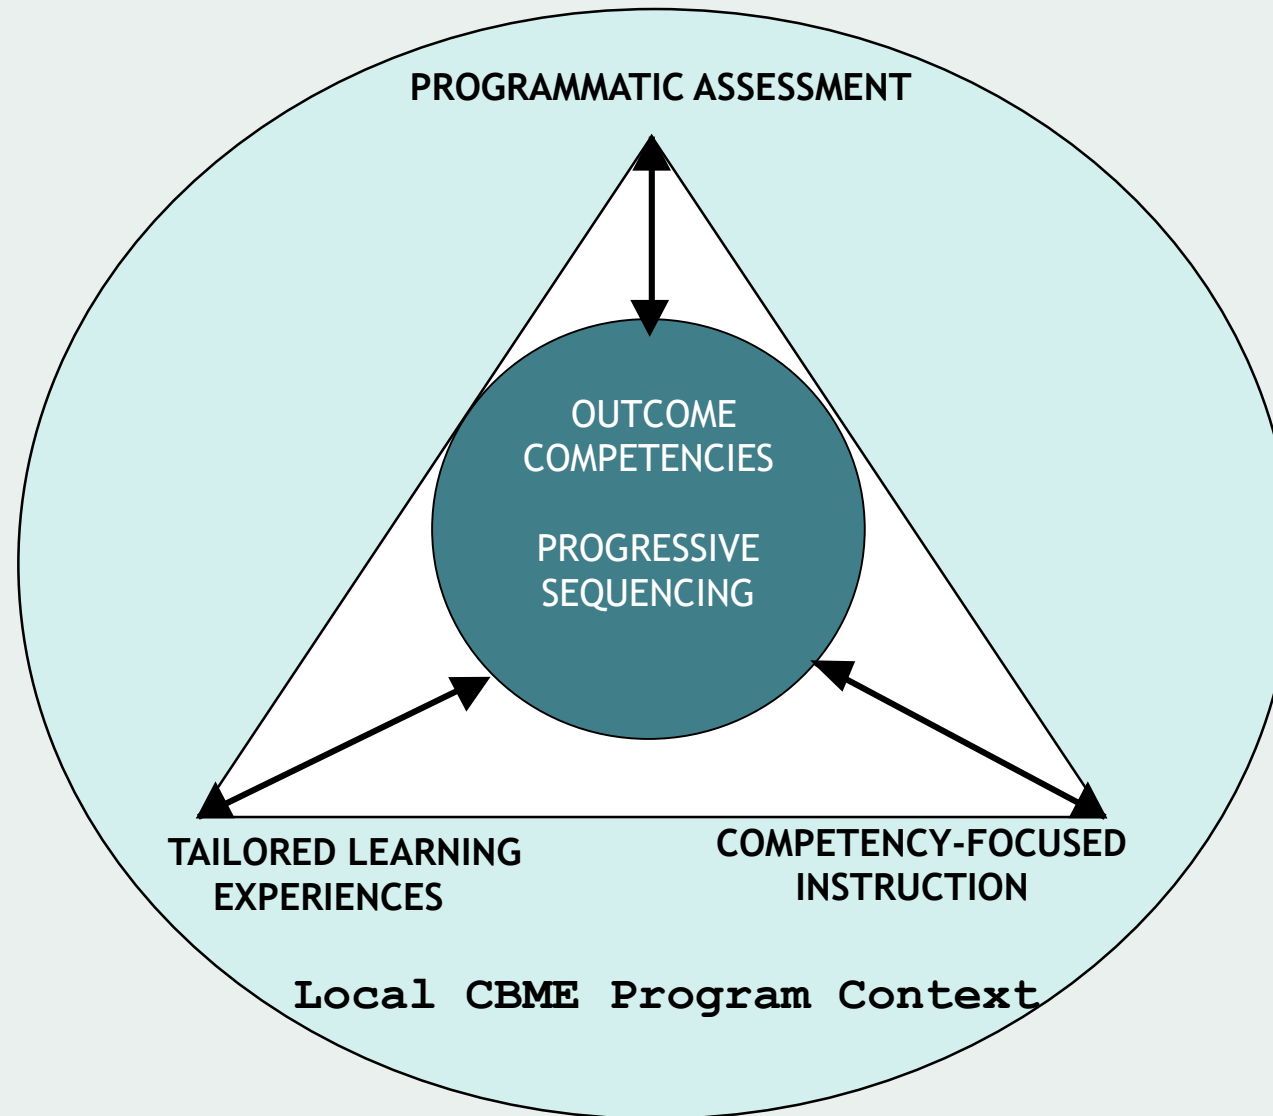 PROGRAMMATIC ASSESSMENT
OUTCOME
COMPETENCIES
PROGRESSIVE
SEQUENCING
TAILORED LEARNING
EXPERIENCES
COMPETENCY-FOCUSED
INSTRUCTION
Local CBME Program Context